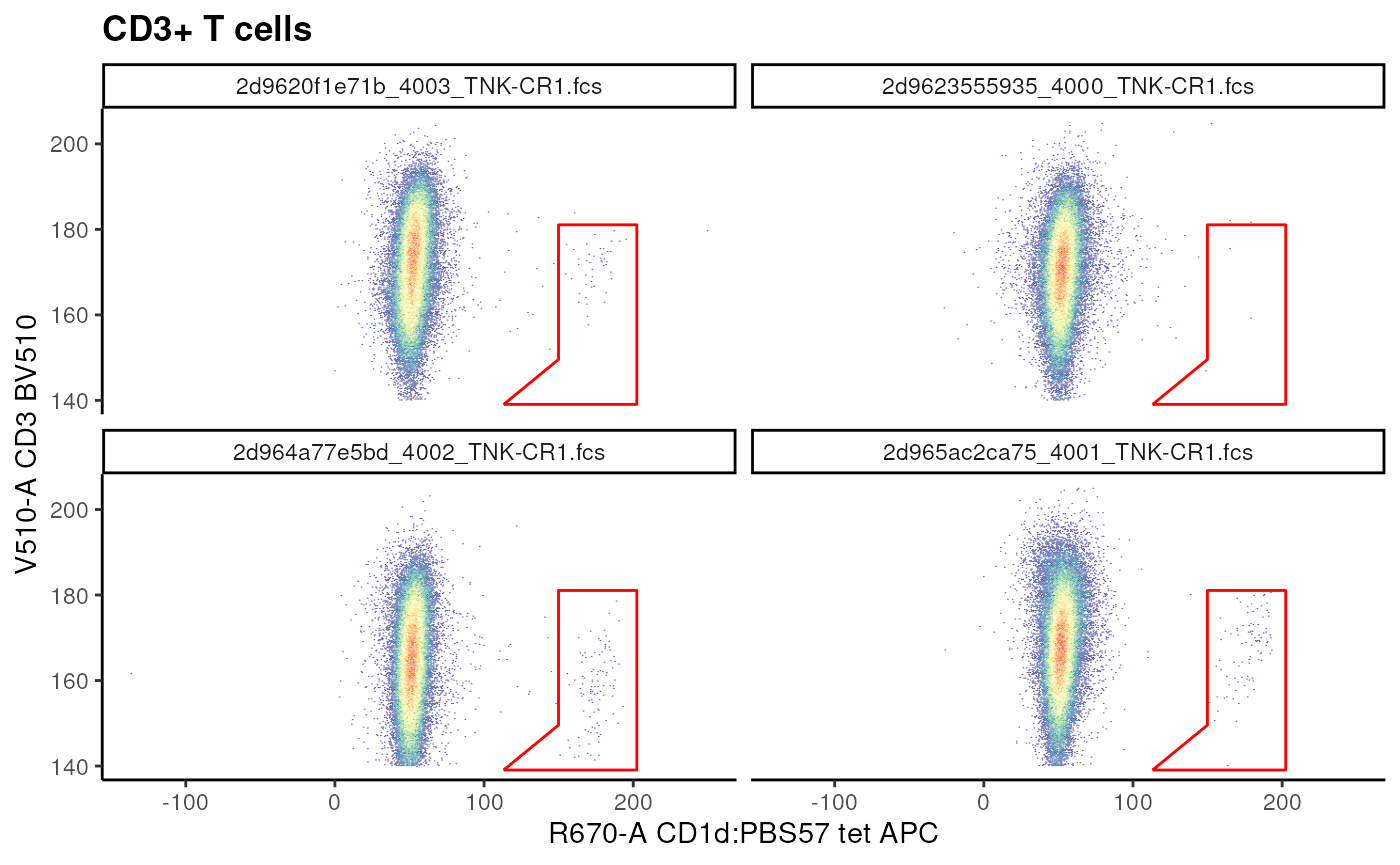 CD3+ T cells
2d9620f1e71b_4003_TNK-CR1.fcs
2d9623555935_4000_TNK-CR1.fcs
200
180
160
140
2d964a77e5bd_4002_TNK-CR1.fcs
2d965ac2ca75_4001_TNK-CR1.fcs
200
180
160
140
V510-A CD3 BV510
-100
0
100
200
-100
0
100
200
R670-A CD1d:PBS57 tet APC